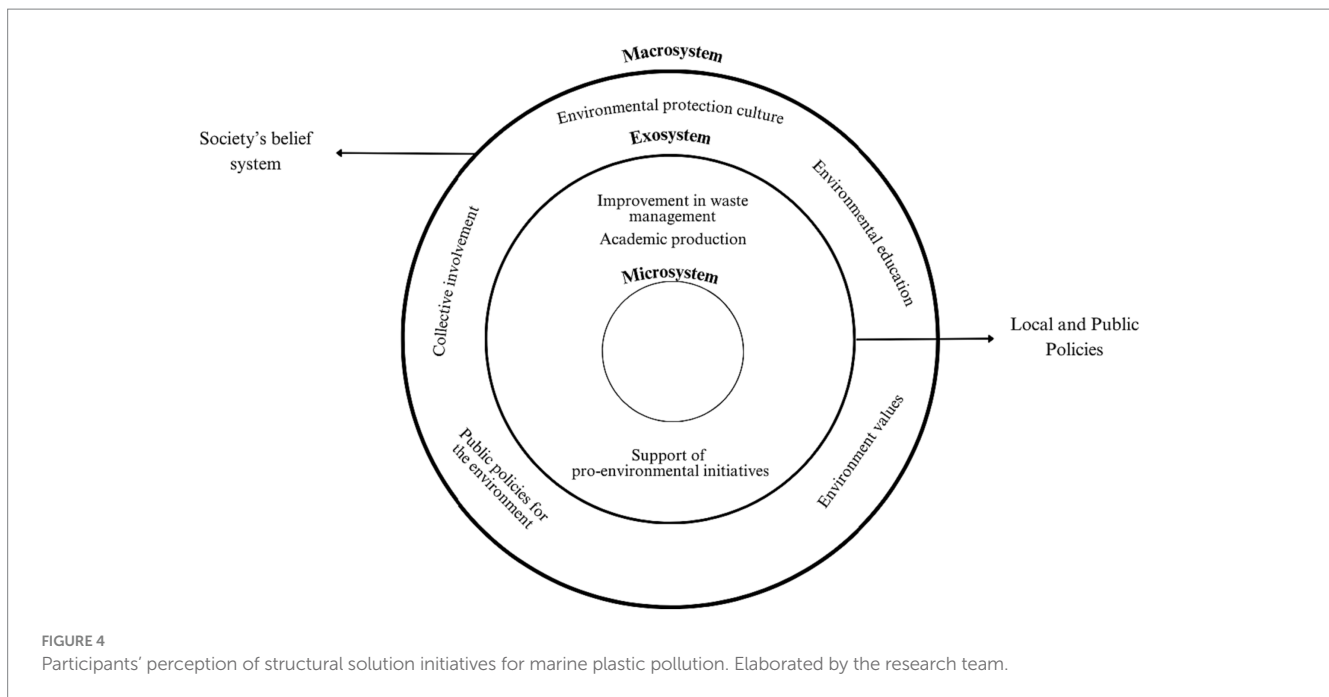 Macrosystem
Environmental protection culture
Society's belief
system
Exosystem
Environmental education
Improvement in waste
management
Academic production
Collective involvement
Microsystem
Local and Public
Policies
Environment values
Public policies for
the environment
Support of
pro-environmental initiatives
FIGURE 4
Participants' perception of structural solution initiatives for marine plastic pollution. Elaborated by the research team.